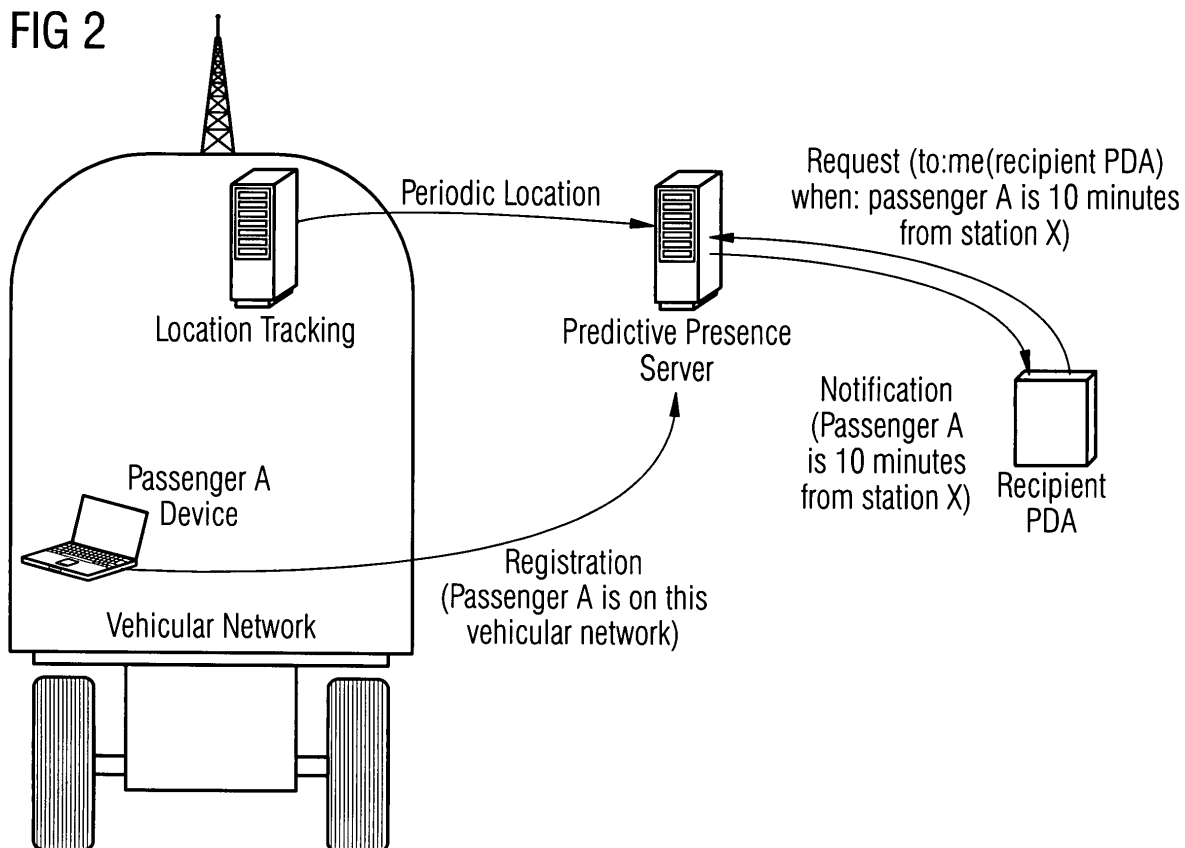 FIG 2
Periodic Location
Request (to:me(recipient PDA)
when: passenger A is 10 minutes
from station X)
Location Tracking
Predictive Presence
Server
Notification
(Passenger A
is 10 minutes
from station X)
Recipient
PDA
Passenger A
Device
Registration
(Passenger A is on this
vehicular network)
Vehicular Network